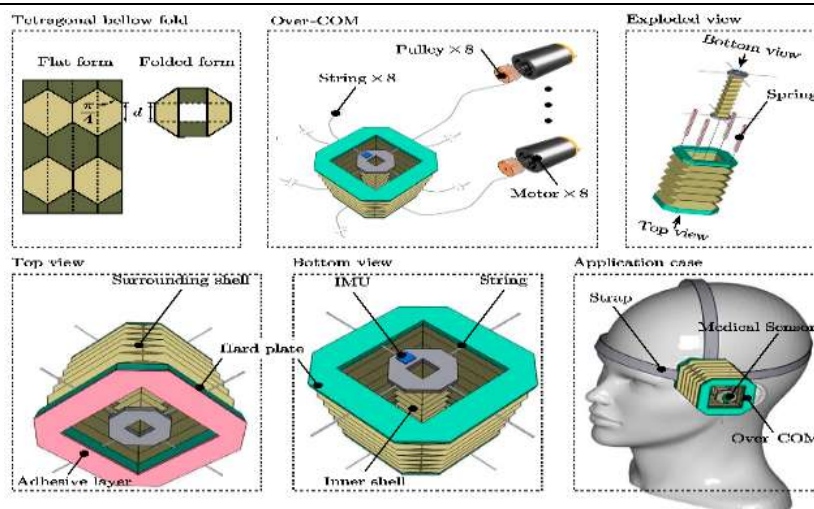 Tetragonal bellow fold
Flat form
Folded form
π/4
d
Over-COM
Pulley × 8
String × 8
Motor × 8
Exploded view
Bottom view
Spring
Top view
Top view
Surrounding shell
Hard plate
Adhesive layer
Bottom view
IMU
String
Inner shell
Application case
Strap
Medical Sensor
Over COM